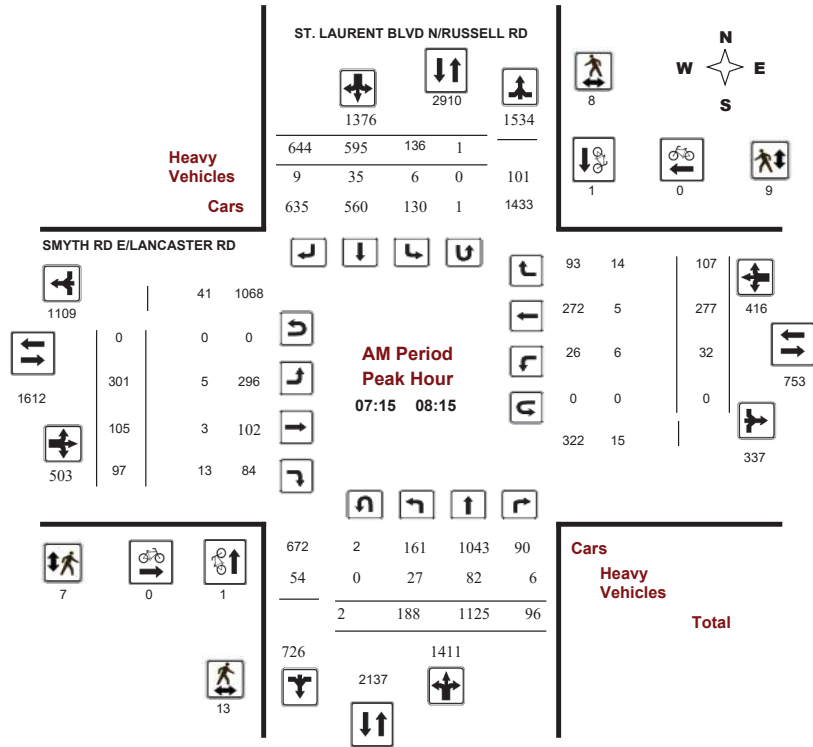 ST. LAURENT BLVD N/RUSSELL RD
N
W E
S
2910
8
1376 1534
644 595 136 1
Heavy
Vehicles
9 35 6 0 101
1 0 9
Cars
635 560 130 1 1433
SMYTH RD E/LANCASTER RD
93 14 107
41 1068
1109
272 5 277 416
0 0 0
AM Period
Peak Hour
26 6 32
753
1612
301 5 296
07:15 08:15
0 0 0
105 3 102
322 15
337
503
97 13 84
672 2 161 1043 90
Cars
54 0 27 82 6
Heavy
Vehicles
7 0 1
2 188 1125 96
Total
726 1411
2137
13